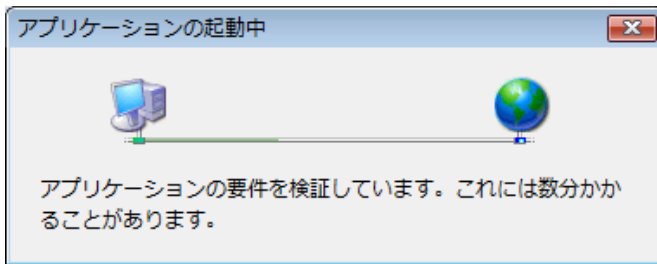 アプリケーションの起動中
アプリケーションの要件を検証しています。これには数分かか
ることがあります。